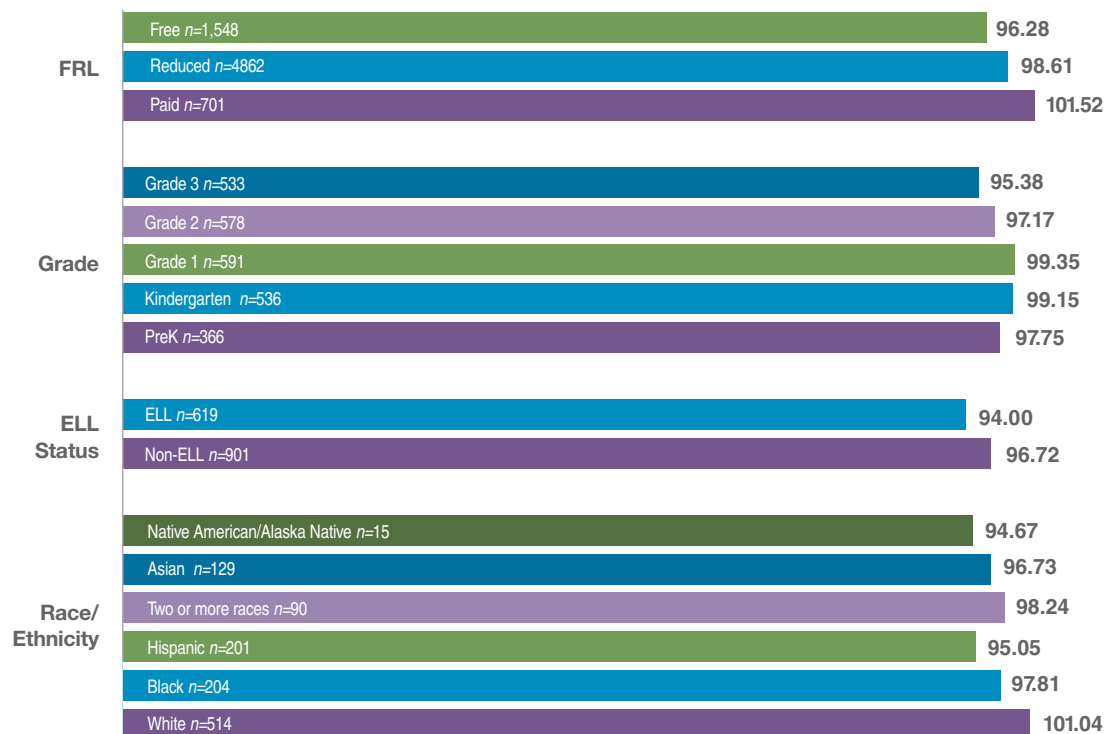 FRL
Free n=1,548 96.28
Reduced n=4862 98.61
Paid n=701 101.52
Grade
Grade 3 n=533 95.38
Grade 2 n=578 97.17
Grade 1 n=591 99.35
Kindergarten n=536 99.15
PreK n=366 97.75
ELL
Status
ELL n=619 94.00
Non-ELL n=901 96.72
Race/
Ethnicity
Native American/Alaska Native n=15 94.67
Asian n=129 96.73
Two or more races n=90 98.24
Hispanic n=201 95.05
Black n=204 97.81
White n=514 101.04